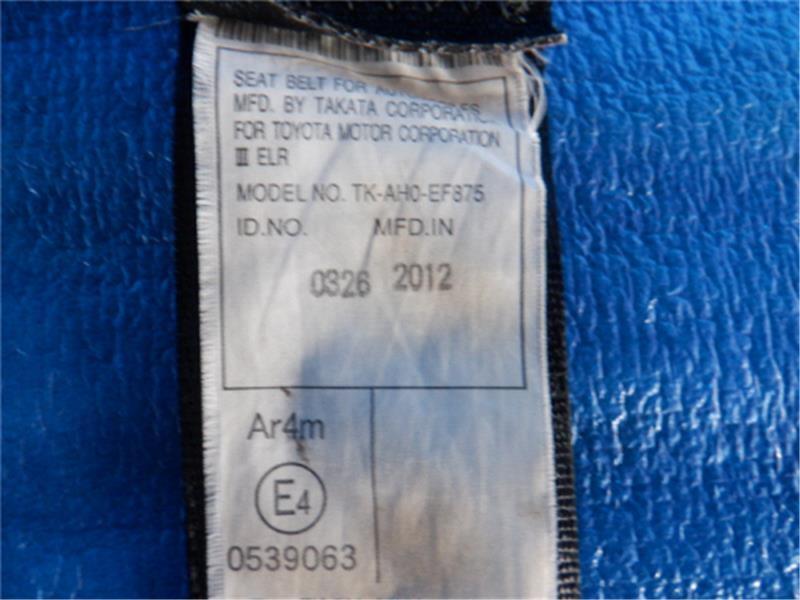 SEAT BELT FOR
MFD. BY TAKATA CORPORATION
FOR TOYOTA MOTOR CORPORATION
III ELR
MODEL NO. TK-AH0-EF875
ID.NO. MFD.IN
0326 2012
Ar4m
E4
0539063